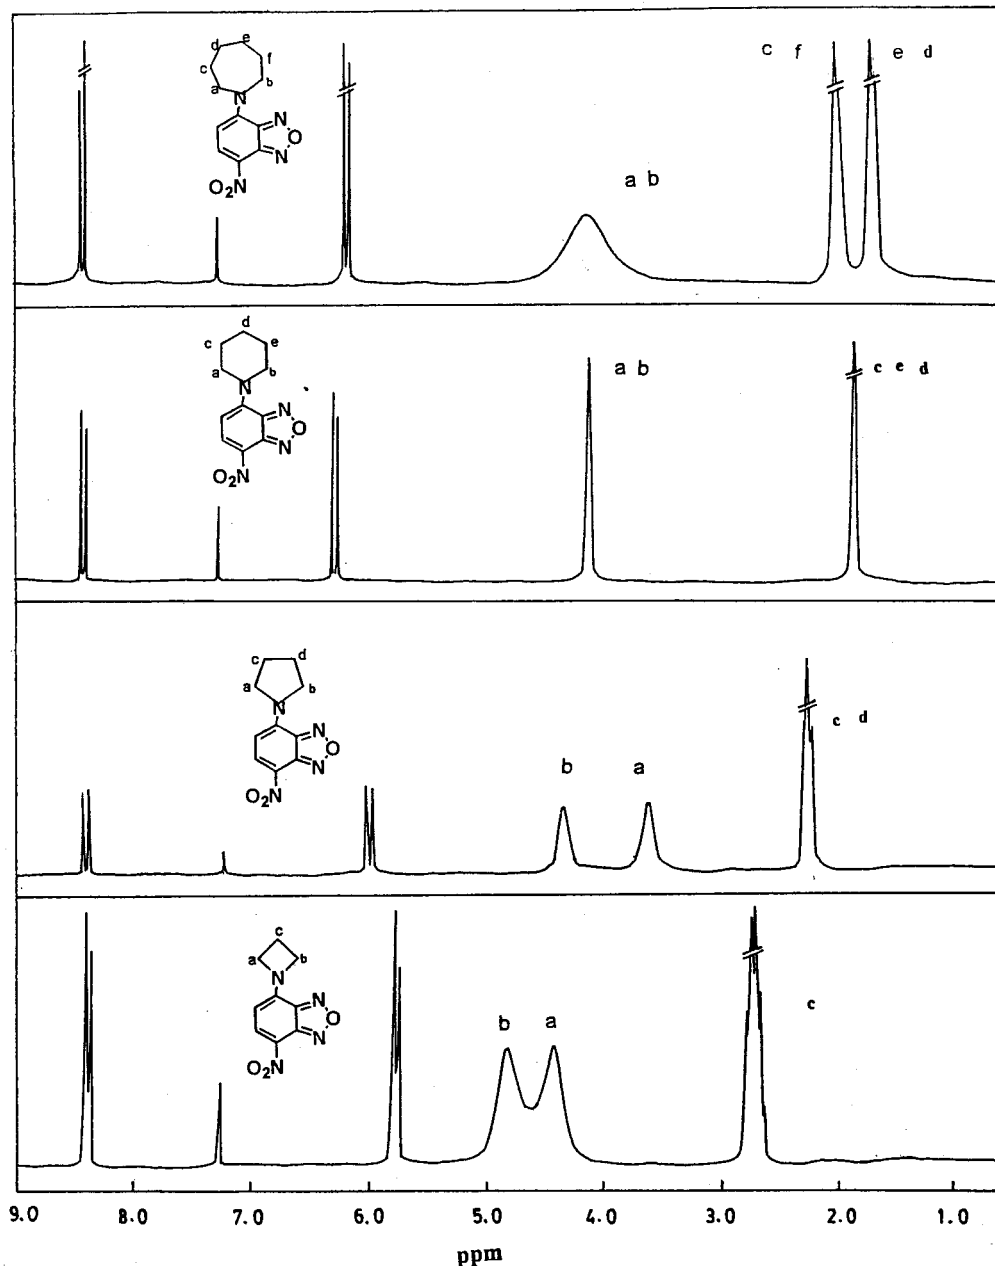 e
d f
c b
a N
N
O
N
O₂N
c f e d
a b
d
c e
a b
N
N
O
N
O₂N
a b
c e d
c d
a b
N
N
O
N
O₂N
b a
c d
c
a b
N
N
O
N
O₂N
b a
c
9.0 8.0 7.0 6.0 5.0 4.0 3.0 2.0 1.0
ppm